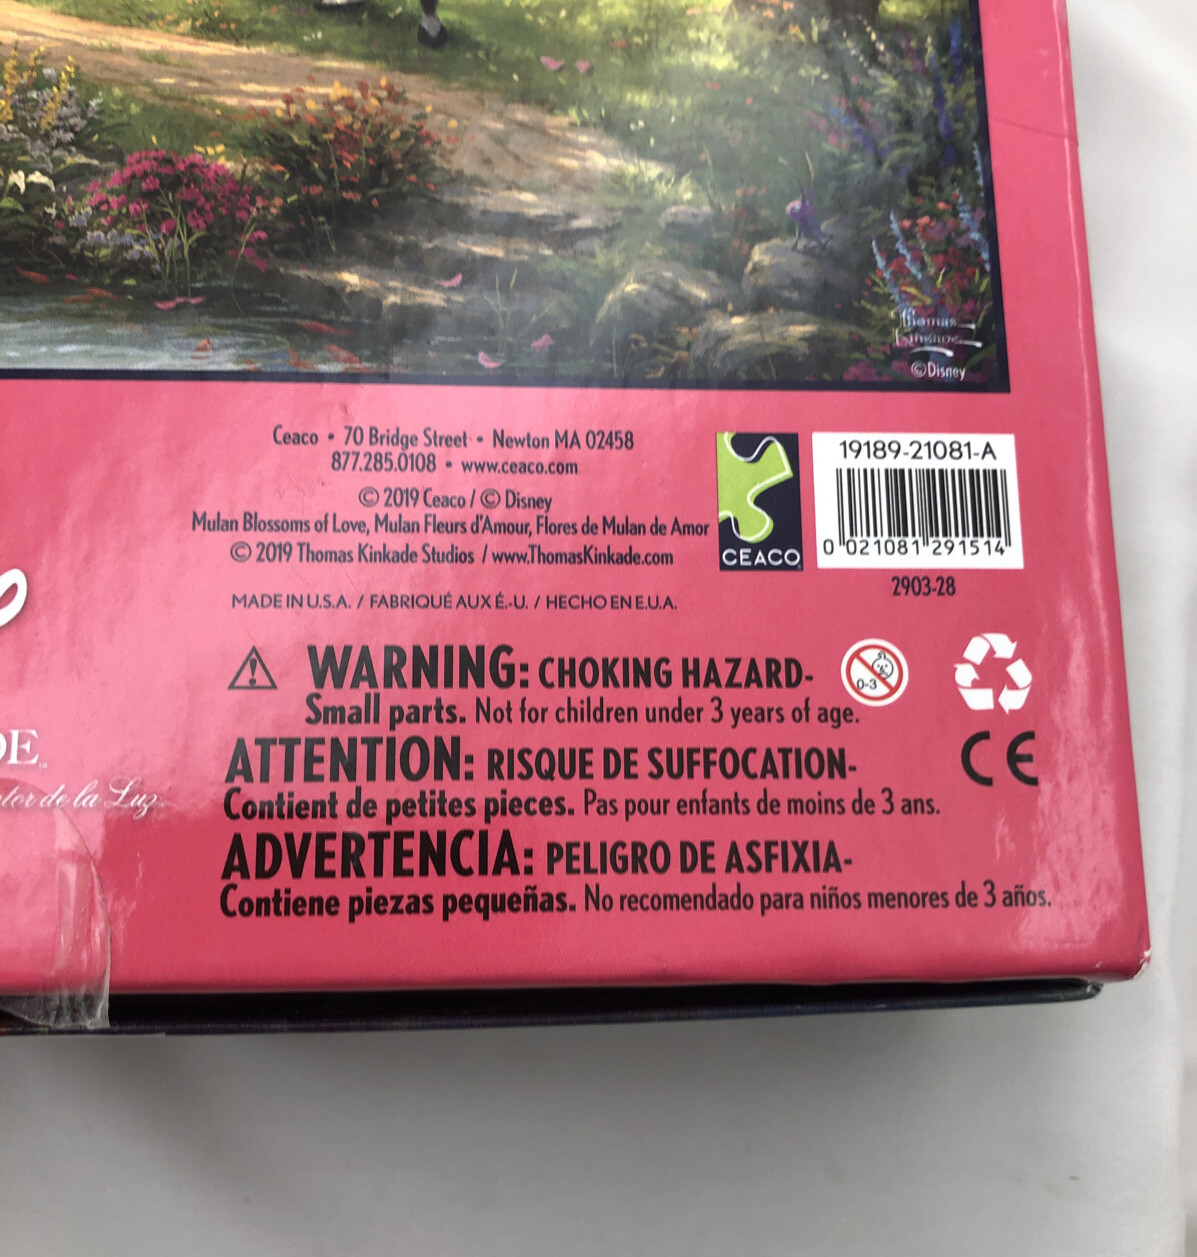 Thomas
Kinkade
©Disney
Ceaco • 70 Bridge Street • Newton MA 02458
877.285.0108 • www.ceaco.com
© 2019 Ceaco / © Disney
Mulan Blossoms of Love, Mulan Fleurs d'Amour, Flores de Mulan de Amor
© 2019 Thomas Kinkade Studios / www.ThomasKinkade.com
MADE IN U.S.A. / FABRIQUÉ AUX É.-U. / HECHO EN E.U.A.
CEACO
19189-21081-A
0 021081 291514
2903-28
WARNING: CHOKING HAZARD-
Small parts. Not for children under 3 years of age.
0-3
ATTENTION: RISQUE DE SUFFOCATION-
Contient de petites pieces. Pas pour enfants de moins de 3 ans.
CE
ADVERTENCIA: PELIGRO DE ASFIXIA-
Contiene piezas pequeñas. No recomendado para niños menores de 3 años.
DE
de la Luz